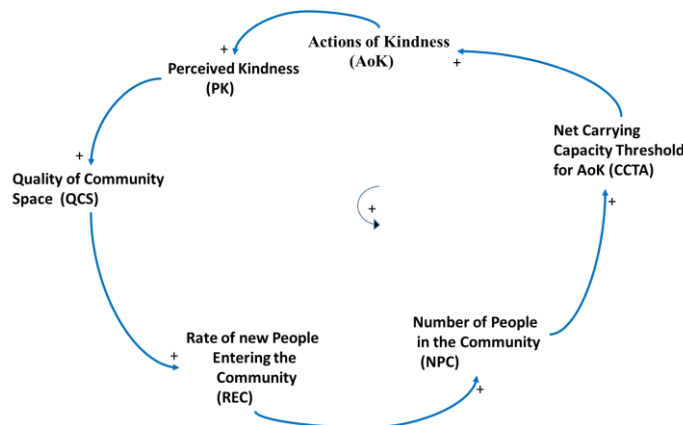 Actions of Kindness
(AoK)
+
+
+
Perceived Kindness
(PK)
Net Carrying
Capacity Threshold
for AoK (CCTA)
+
Quality of Community
Space (QCS)
+
+
Number of People
in the Community
(NPC)
Rate of new People
Entering the
Community
(REC)
+
+